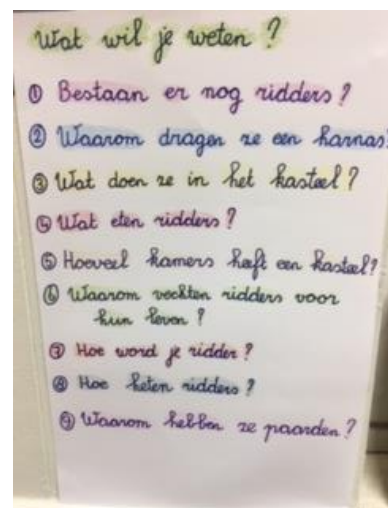 Wat wil je weten?
① Bestaan er nog ridders?
② Waarom dragen ze een harnas.
③ Wat doen ze in het kasteel?
④ Wat eten ridders?
⑤ Hoeveel kamers heeft een kasteel?
⑥ Waarom vechten ridders voor
hun leven?
⑦ Hoe word je ridder?
⑧ Hoe heten ridders?
⑨ Waarom hebben ze paarden?